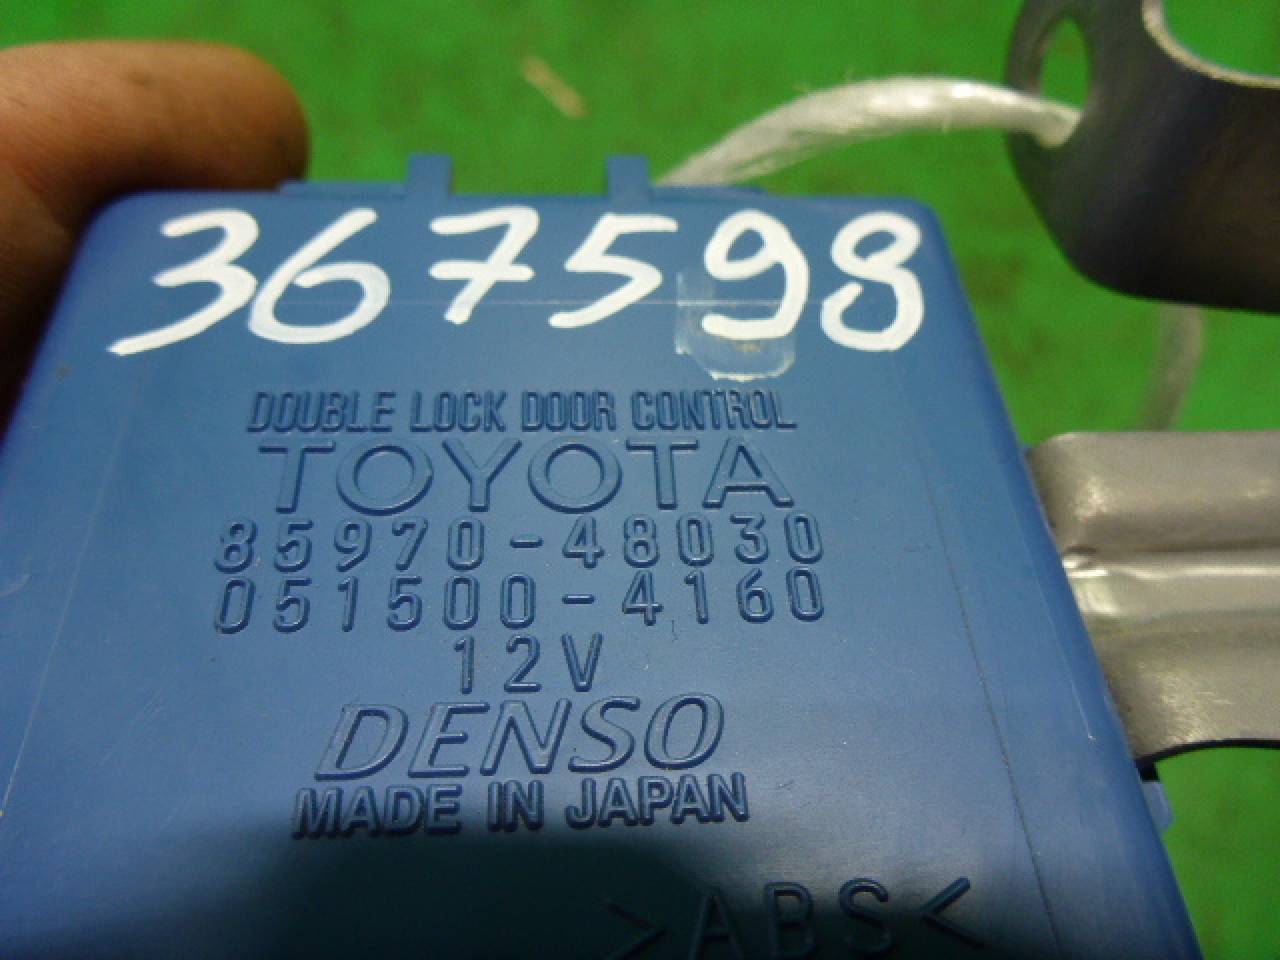 367598
DOUBLE LOCK DOOR CONTROL
TOYOTA
85970-48030
051500-4160
12V
DENSO
MADE IN JAPAN
>ABS<